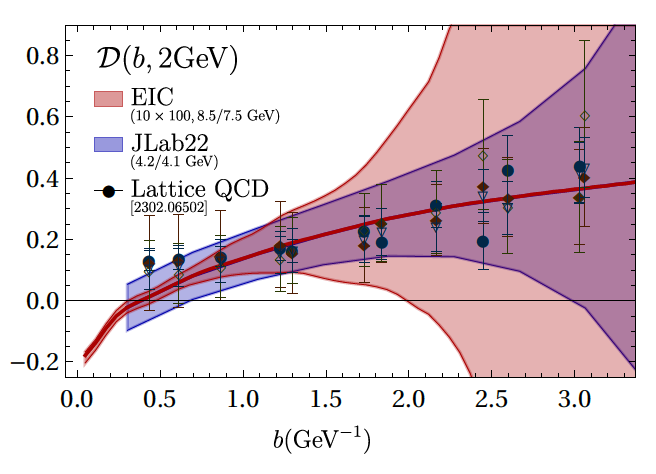 𝒟(b, 2GeV)
EIC
(10 × 100, 8.5/7.5 GeV)
JLab22
(4.2/4.1 GeV)
Lattice QCD
[2302.06502]
0.8
0.6
0.4
0.2
0.0
−0.2
0.0 0.5 1.0 1.5 2.0 2.5 3.0
b(GeV⁻¹)